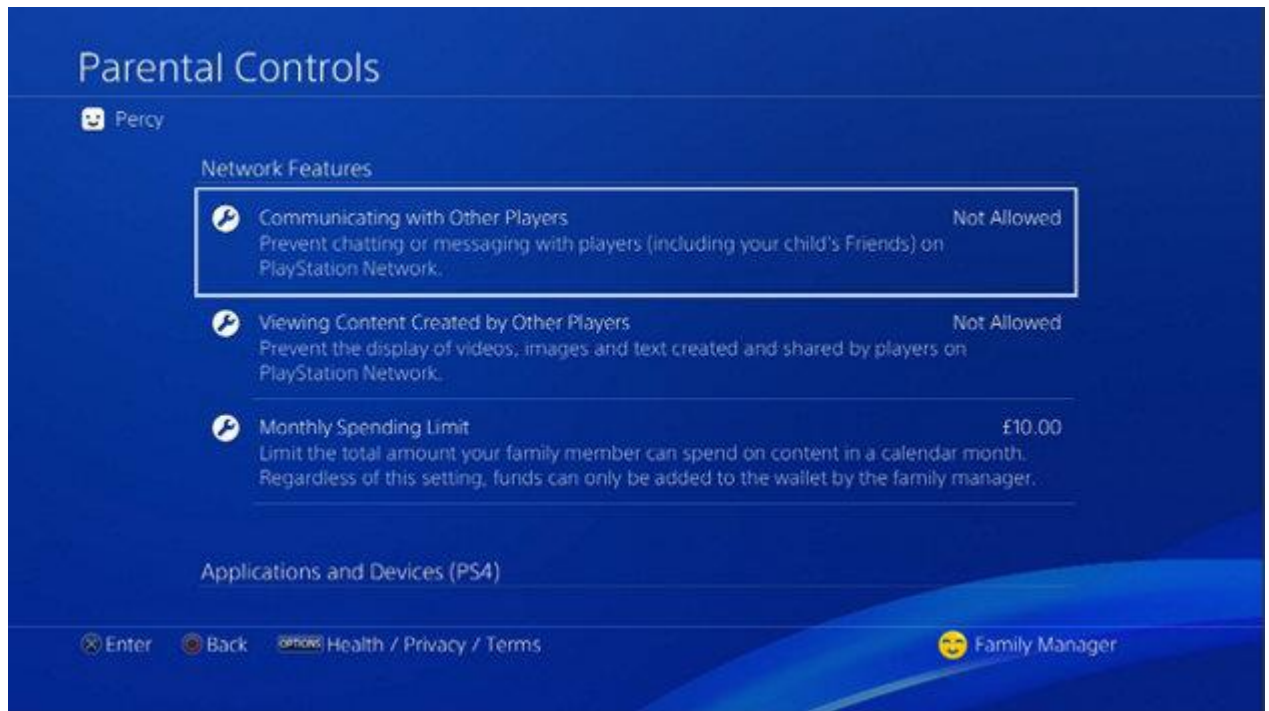 Parental Controls
Percy
Network Features
Communicating with Other Players Not Allowed
Prevent chatting or messaging with players (including your child's Friends) on
PlayStation Network.
Viewing Content Created by Other Players Not Allowed
Prevent the display of videos, images and text created and shared by players on
PlayStation Network.
Monthly Spending Limit £10.00
Limit the total amount your family member can spend on content in a calendar month.
Regardless of this setting, funds can only be added to the wallet by the family manager.
Applications and Devices (PS4)
Enter Back OPTIONS Health / Privacy / Terms Family Manager